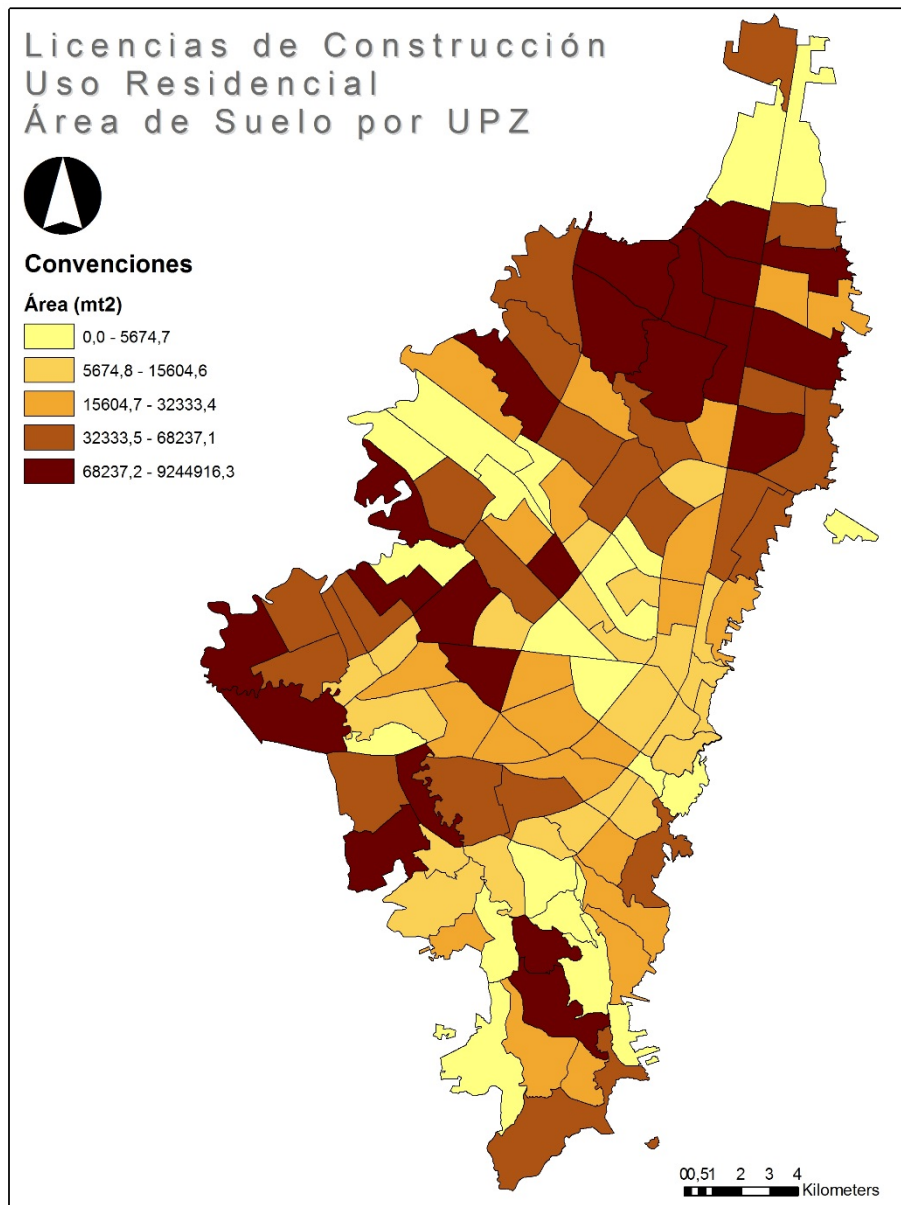 Licencias de Construcción
Uso Residencial
Área de Suelo por UPZ
Convenciones
Área (mt2)
0,0 - 5674,7
5674,8 - 15604,6
15604,7 - 32333,4
32333,5 - 68237,1
68237,2 - 9244916,3
00,51 2 3 4
Kilometers